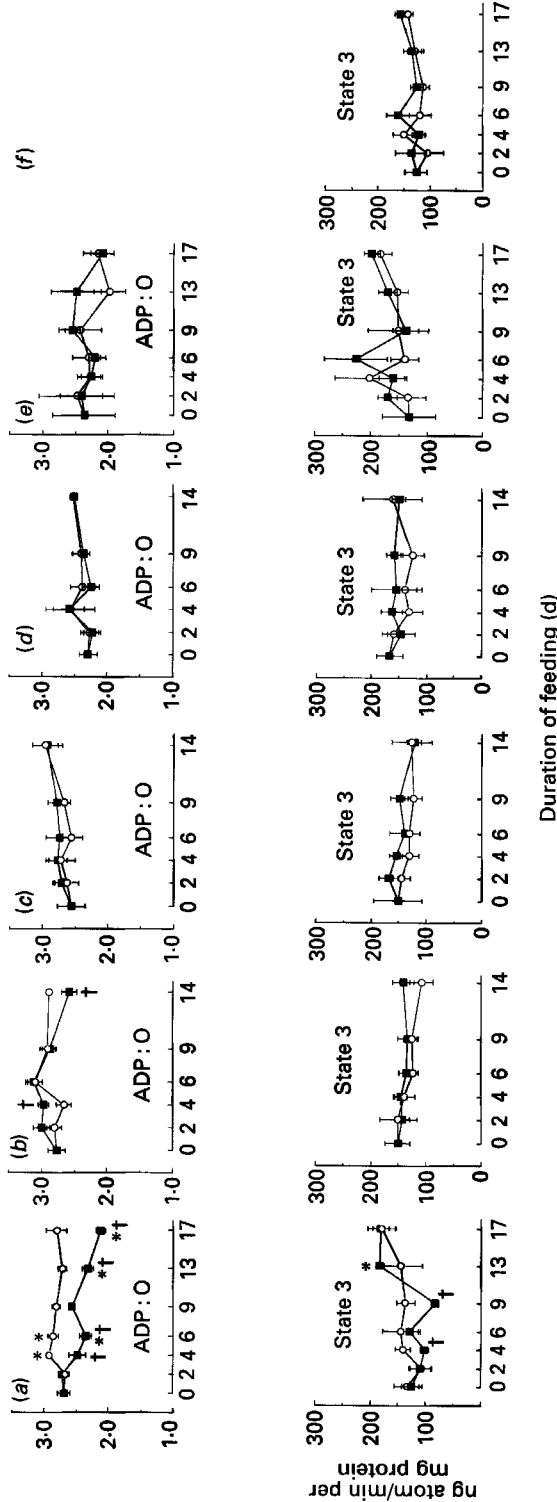 (a)
(b)
(c)
(d)
(e)
(f)
3·0
2·0
1·0
* *
† *† *† *†
0 2 4 6 9 13 17
ADP:O
3·0
2·0
1·0
† †
0 2 4 6 9 14
ADP:O
3·0
2·0
1·0
0 2 4 6 9 14
ADP:O
3·0
2·0
1·0
0 2 4 6 9 14
ADP:O
3·0
2·0
1·0
0 2 4 6 9 13 17
ADP:O
ng atom/min per
mg protein
300
200
100
0
State 3
† † *
0 2 4 6 9 13 17
300
200
100
0
State 3
0 2 4 6 9 14
300
200
100
0
State 3
0 2 4 6 9 14
300
200
100
0
State 3
0 2 4 6 9 14
300
200
100
0
State 3
0 2 4 6 9 13 17
300
200
100
0
State 3
0 2 4 6 9 13 17
Duration of feeding (d)